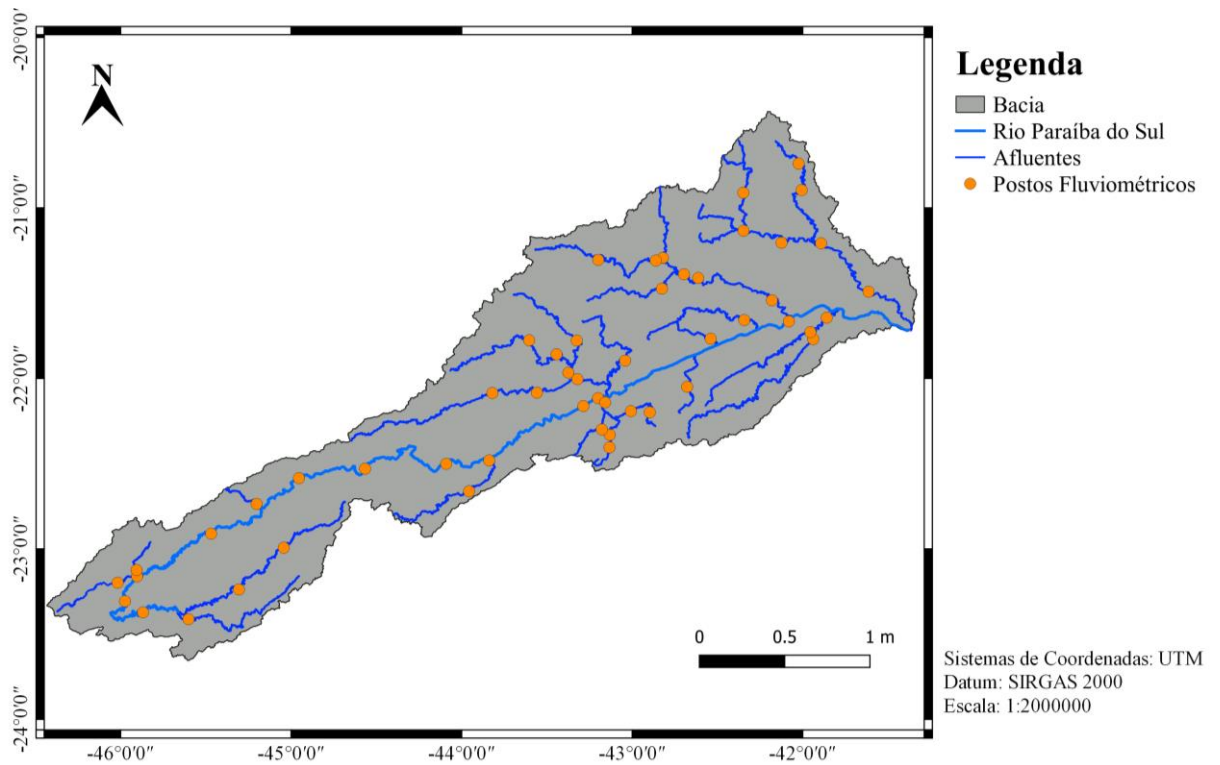 -20°0'0"
-21°0'0"
-22°0'0"
-23°0'0"
-24°0'0"
N
0 0.5 1 m
-46°0'0"
-45°0'0"
-44°0'0"
-43°0'0"
-42°0'0"
Legenda
Bacia
Rio Paraíba do Sul
Afluentes
Postos Fluviométricos
Sistemas de Coordenadas: UTM
Datum: SIRGAS 2000
Escala: 1:2000000